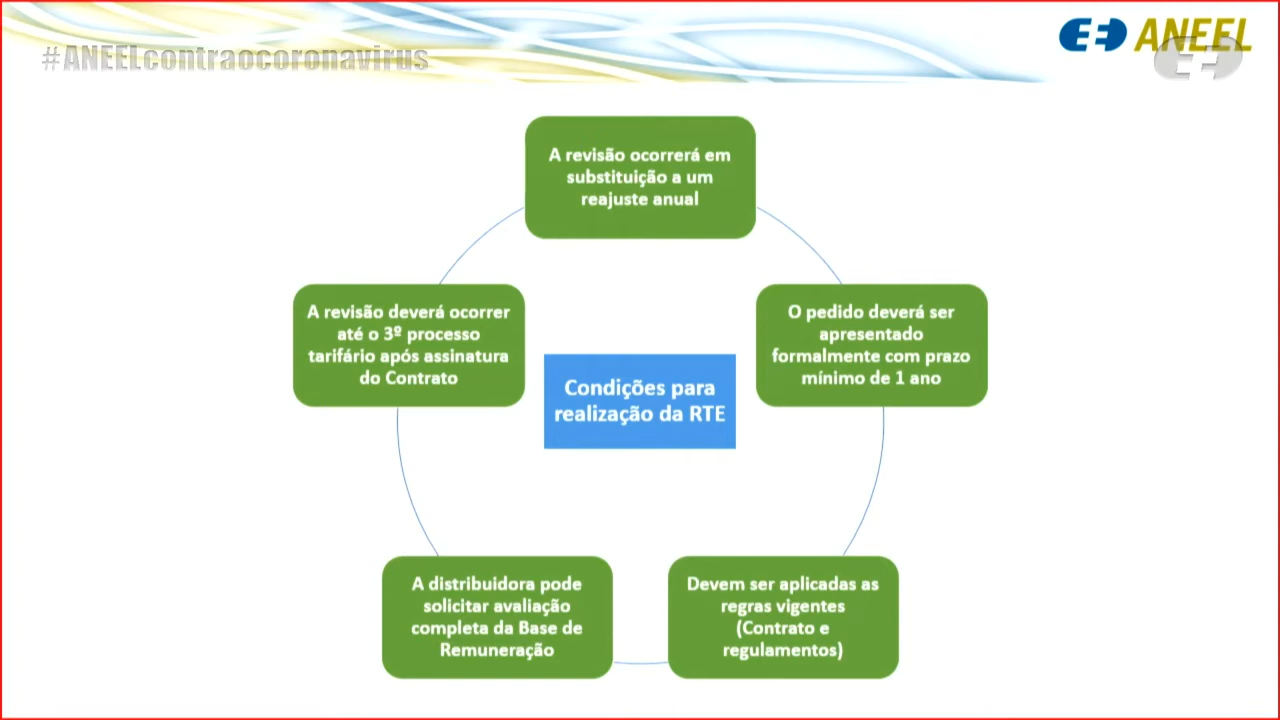 #ANEELcontraocoronavirus
ANEEL
A revisão ocorrerá em
substituição a um
reajuste anual
A revisão deverá ocorrer
até o 3º processo
tarifário após assinatura
do Contrato
O pedido deverá ser
apresentado
formalmente com prazo
mínimo de 1 ano
Condições para
realização da RTE
A distribuidora pode
solicitar avaliação
completa da Base de
Remuneração
Devem ser aplicadas as
regras vigentes
(Contrato e
regulamentos)